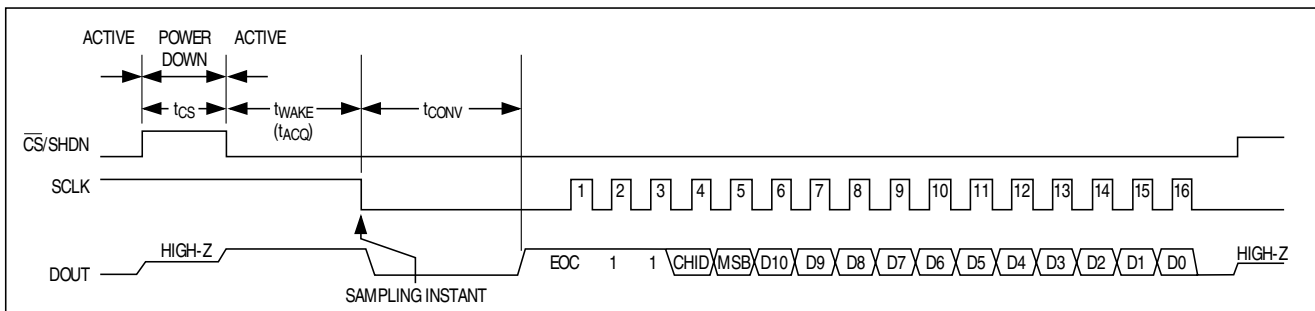 ACTIVE POWER DOWN ACTIVE
tCS tWAKE (tACQ) tCONV
CS/SHDN
SCLK 1 2 3 4 5 6 7 8 9 10 11 12 13 14 15 16
DOUT HIGH-Z EOC 1 1 CHID MSB D10 D9 D8 D7 D6 D5 D4 D3 D2 D1 D0 HIGH-Z
SAMPLING INSTANT